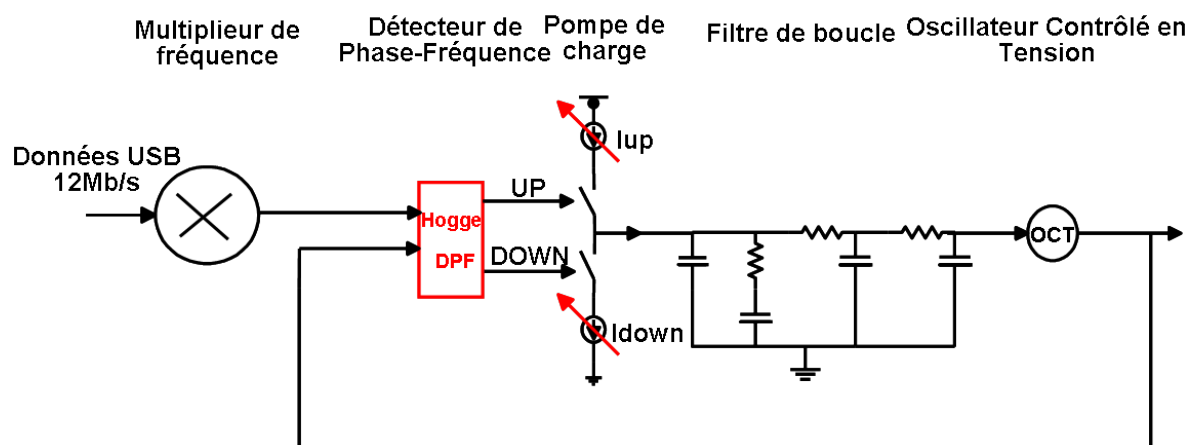 Multiplieur de
fréquence
Détecteur de
Phase-Fréquence
Pompe de
charge
Filtre de boucle
Oscillateur Contrôlé en
Tension
Données USB
12Mb/s
Iup
UP
Hogge
DPF
DOWN
Idown
OCT